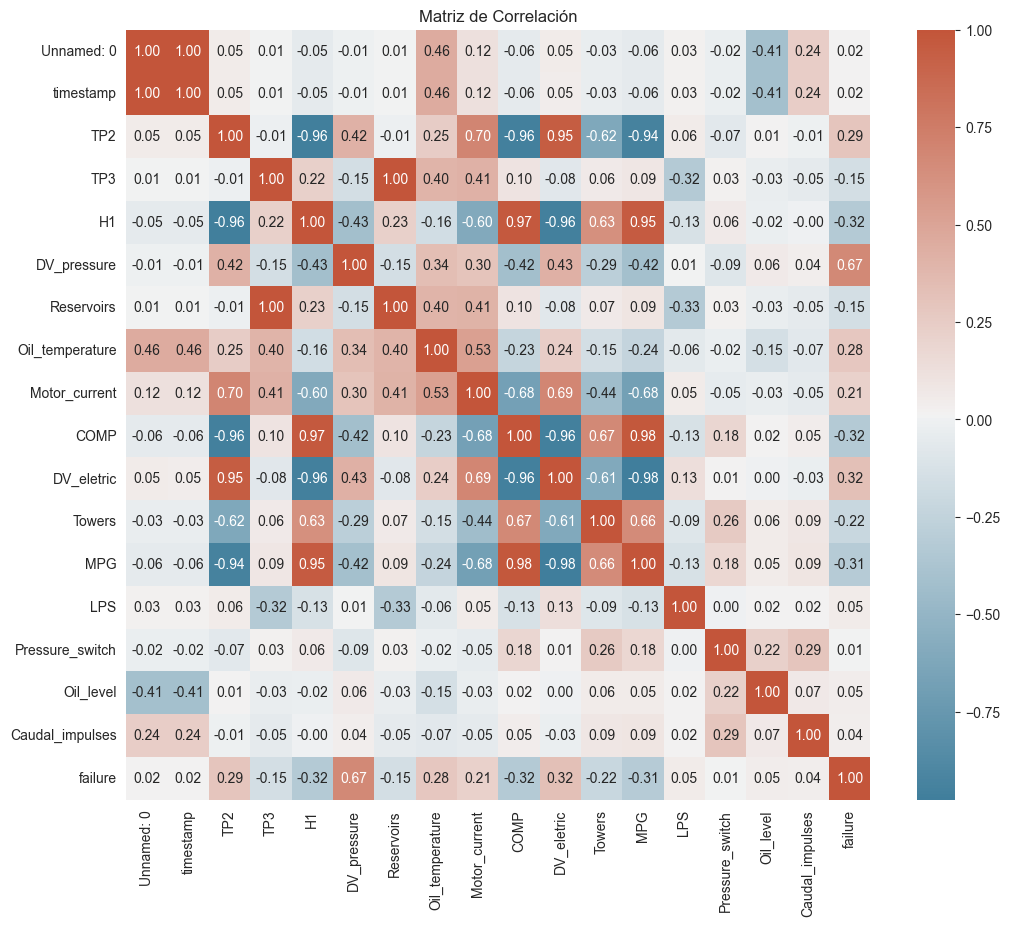 Matriz de Correlación
Unnamed: 0 1.00 1.00 0.05 0.01 -0.05 -0.01 0.01 0.46 0.12 -0.06 0.05 -0.03 -0.06 0.03 -0.02 -0.41 0.24 0.02
timestamp 1.00 1.00 0.05 0.01 -0.05 -0.01 0.01 0.46 0.12 -0.06 0.05 -0.03 -0.06 0.03 -0.02 -0.41 0.24 0.02
TP2 0.05 0.05 1.00 -0.01 -0.96 0.42 -0.01 0.25 0.70 -0.96 0.95 -0.62 -0.94 0.06 -0.07 0.01 -0.01 0.29
TP3 0.01 0.01 -0.01 1.00 0.22 -0.15 1.00 0.40 0.41 0.10 -0.08 0.06 0.09 -0.32 0.03 -0.03 -0.05 -0.15
H1 -0.05 -0.05 -0.96 0.22 1.00 -0.43 0.23 -0.16 -0.60 0.97 -0.96 0.63 0.95 -0.13 0.06 -0.02 -0.00 -0.32
DV_pressure -0.01 -0.01 0.42 -0.15 -0.43 1.00 -0.15 0.34 0.30 -0.42 0.43 -0.29 -0.42 0.01 -0.09 0.06 0.04 0.67
Reservoirs 0.01 0.01 -0.01 1.00 0.23 -0.15 1.00 0.40 0.41 0.10 -0.08 0.07 0.09 -0.33 0.03 -0.03 -0.05 -0.15
Oil_temperature 0.46 0.46 0.25 0.40 -0.16 0.34 0.40 1.00 0.53 -0.23 0.24 -0.15 -0.24 -0.06 -0.02 -0.15 -0.07 0.28
Motor_current 0.12 0.12 0.70 0.41 -0.60 0.30 0.41 0.53 1.00 -0.68 0.69 -0.44 -0.68 0.05 -0.05 -0.03 -0.05 0.21
COMP -0.06 -0.06 -0.96 0.10 0.97 -0.42 0.10 -0.23 -0.68 1.00 -0.96 0.67 0.98 -0.13 0.18 0.02 0.05 -0.32
DV_eletric 0.05 0.05 0.95 -0.08 -0.96 0.43 -0.08 0.24 0.69 -0.96 1.00 -0.61 -0.98 0.13 0.01 0.00 -0.03 0.32
Towers -0.03 -0.03 -0.62 0.06 0.63 -0.29 0.07 -0.15 -0.44 0.67 -0.61 1.00 0.66 -0.09 0.26 0.06 0.09 -0.22
MPG -0.06 -0.06 -0.94 0.09 0.95 -0.42 0.09 -0.24 -0.68 0.98 -0.98 0.66 1.00 -0.13 0.18 0.05 0.09 -0.31
LPS 0.03 0.03 0.06 -0.32 -0.13 0.01 -0.33 -0.06 0.05 -0.13 0.13 -0.09 -0.13 1.00 0.00 0.02 0.02 0.05
Pressure_switch -0.02 -0.02 -0.07 0.03 0.06 -0.09 0.03 -0.02 -0.05 0.18 0.01 0.26 0.18 0.00 1.00 0.22 0.29 0.01
Oil_level -0.41 -0.41 0.01 -0.03 -0.02 0.06 -0.03 -0.15 -0.03 0.02 0.00 0.06 0.05 0.02 0.22 1.00 0.07 0.05
Caudal_impulses 0.24 0.24 -0.01 -0.05 -0.00 0.04 -0.05 -0.07 -0.05 0.05 -0.03 0.09 0.09 0.02 0.29 0.07 1.00 0.04
failure 0.02 0.02 0.29 -0.15 -0.32 0.67 -0.15 0.28 0.21 -0.32 0.32 -0.22 -0.31 0.05 0.01 0.05 0.04 1.00
Unnamed: 0
timestamp
TP2
TP3
H1
DV_pressure
Reservoirs
Oil_temperature
Motor_current
COMP
DV_eletric
Towers
MPG
LPS
Pressure_switch
Oil_level
Caudal_impulses
failure
1.00
0.75
0.50
0.25
0.00
-0.25
-0.50
-0.75